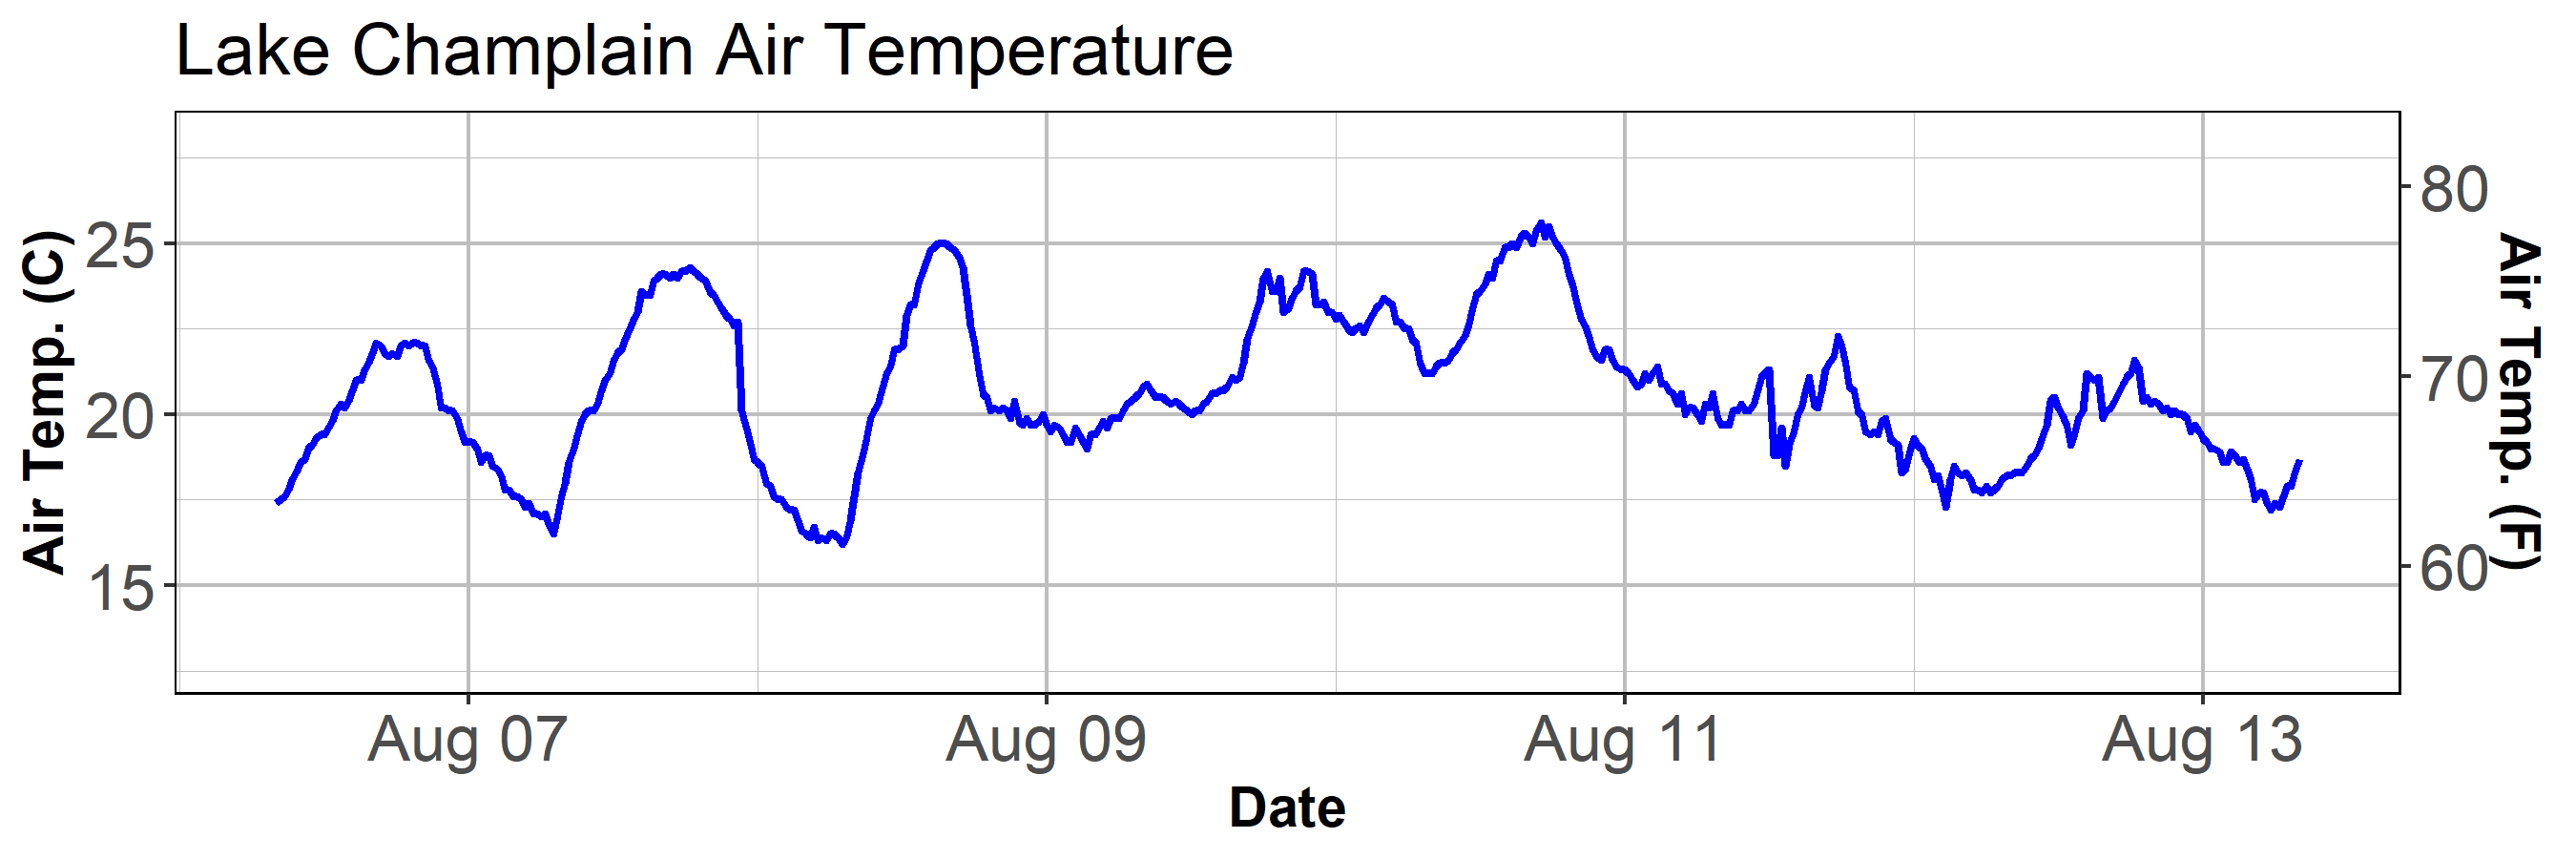 Lake Champlain Air Temperature
Air Temp. (C)
25
20
15
80
70
60
Air Temp. (F)
Aug 07
Aug 09
Aug 11
Aug 13
Date